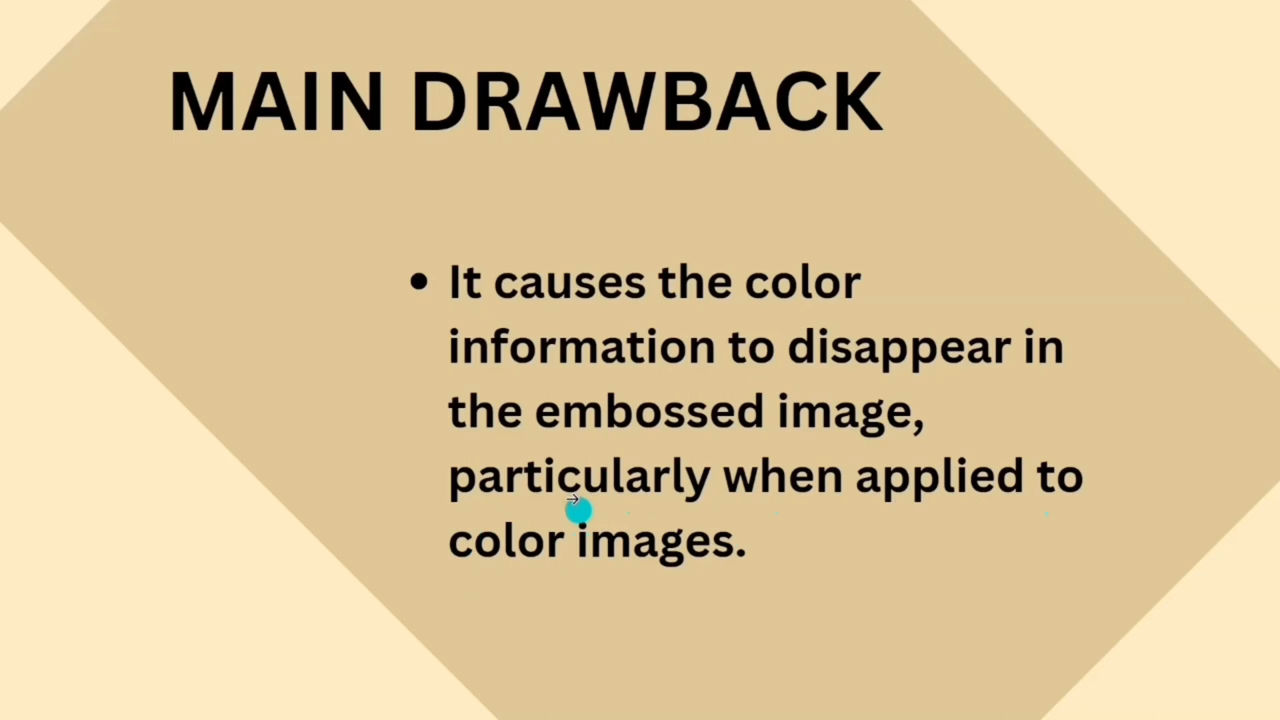 MAIN DRAWBACK
• It causes the color
information to disappear in
the embossed image,
particularly when applied to
color images.